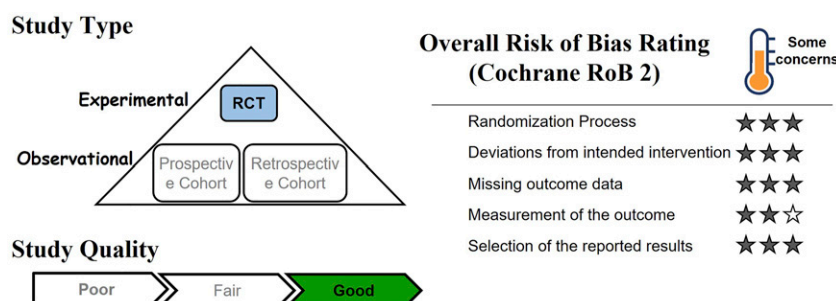 Study Type
Experimental
RCT
Observational
Prospectiv
e Cohort
Retrospectiv
e Cohort
Study Quality
Poor
Fair
Good
Overall Risk of Bias Rating
(Cochrane RoB 2)
Some
concerns
Randomization Process
Deviations from intended intervention
Missing outcome data
Measurement of the outcome
Selection of the reported results